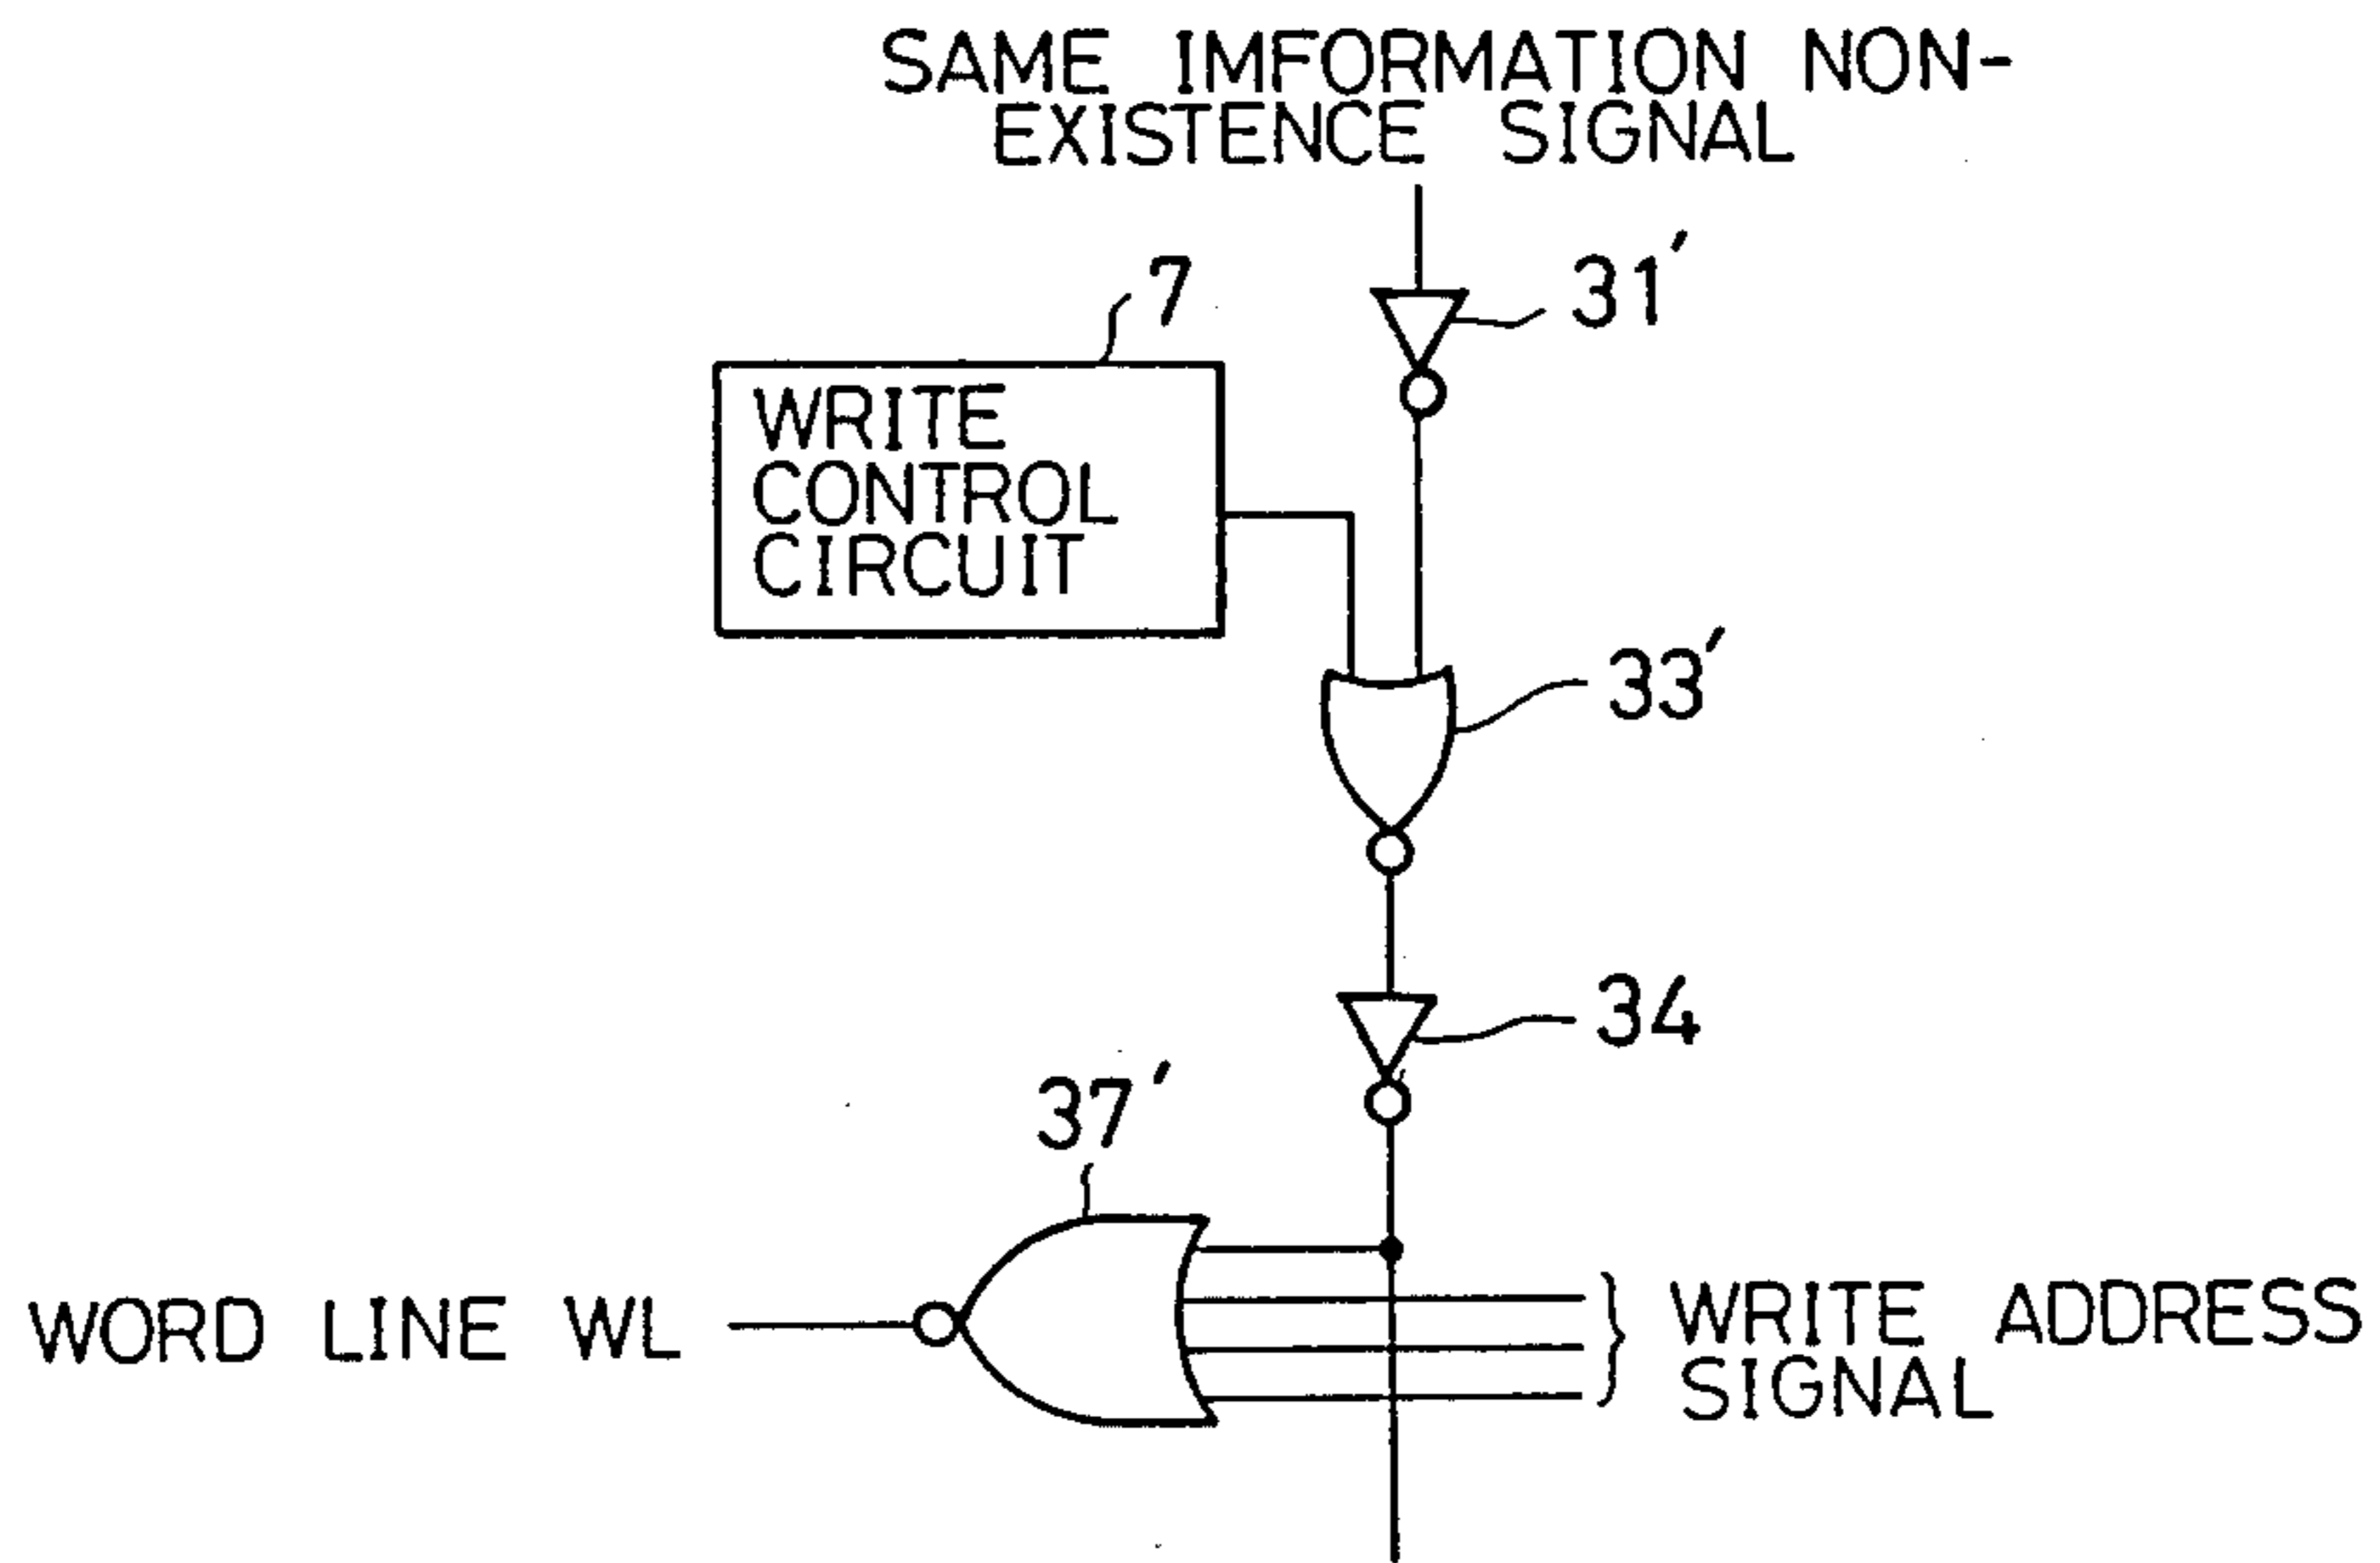 SAME IMFORMATION NON-
EXISTENCE SIGNAL
7
31'
WRITE
CONTROL
CIRCUIT
33'
34
37'
WORD LINE WL
WRITE ADDRESS
SIGNAL